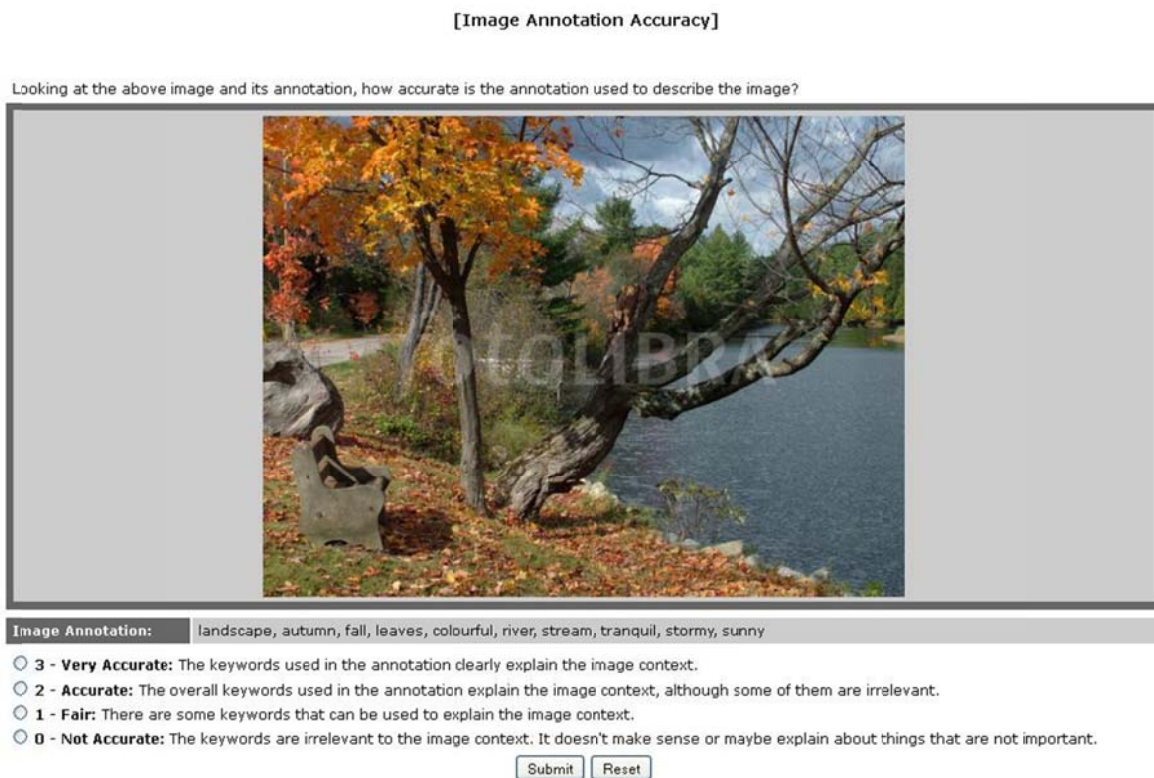 [Image Annotation Accuracy]
Looking at the above image and its annotation, how accurate is the annotation used to describe the image?
fotoLIBRA
Image Annotation: landscape, autumn, fall, leaves, colourful, river, stream, tranquil, stormy, sunny
3 - Very Accurate: The keywords used in the annotation clearly explain the image context.
2 - Accurate: The overall keywords used in the annotation explain the image context, although some of them are irrelevant.
1 - Fair: There are some keywords that can be used to explain the image context.
0 - Not Accurate: The keywords are irrelevant to the image context. It doesn't make sense or maybe explain about things that are not important.
Submit Reset